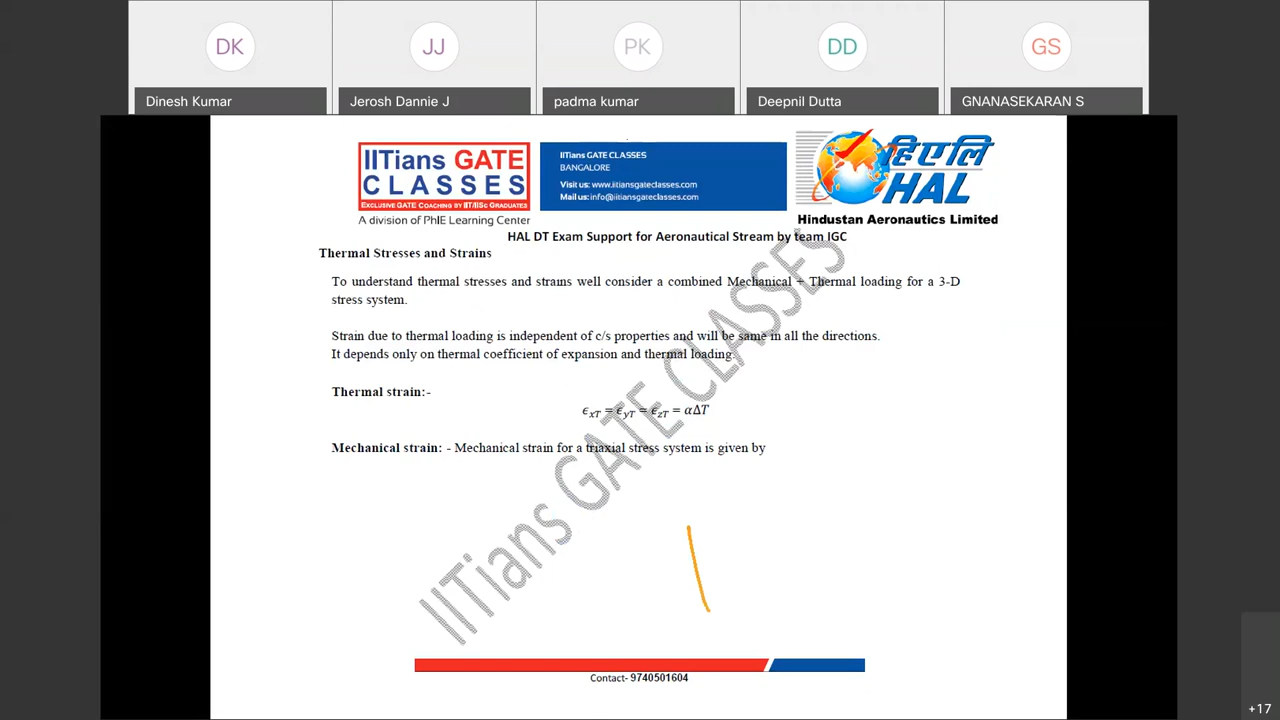 DK
JJ
PK
DD
GS
Dinesh Kumar
Jerosh Dannie J
padma kumar
Deepnil Dutta
GNANASEKARAN S
IITians GATE
CLASSES
EXCLUSIVE GATE COACHING BY IIT/IISc GRADUATES
A division of PhIE Learning Center
IITians GATE CLASSES
BANGALORE
Visit us: www.iitiansgateclasses.com
Mail us: info@iitiansgateclasses.com
हिएलि
HAL
Hindustan Aeronautics Limited
HAL DT Exam Support for Aeronautical Stream by team IGC
Thermal Stresses and Strains
To understand thermal stresses and strains well consider a combined Mechanical + Thermal loading for a 3-D
stress system.
Strain due to thermal loading is independent of c/s properties and will be same in all the directions.
It depends only on thermal coefficient of expansion and thermal loading.
Thermal strain:-
ϵxT = ϵyT = ϵzT = αΔT
Mechanical strain: - Mechanical strain for a triaxial stress system is given by
IITians GATE CLASSES
Contact- 9740501604
+17